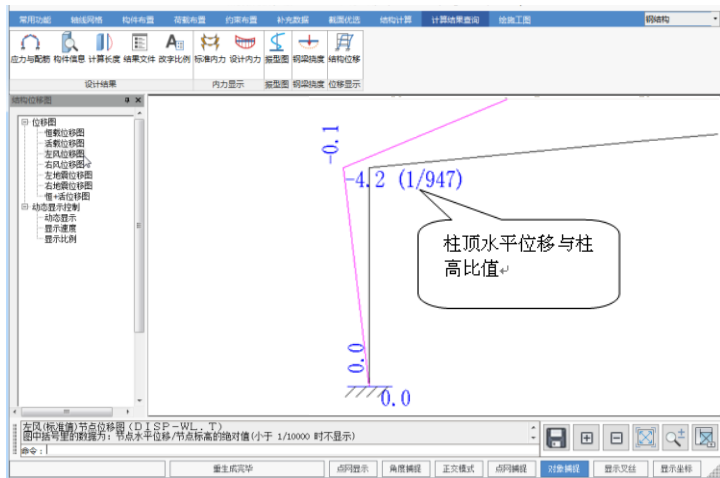 常用功能 轴线网格 构件布置 荷载布置 约束布置 补充数据 截面优选 结构计算 计算结果查询 绘施工图 钢结构
应力与配筋 构件信息 计算长度 结果文件 改字比例 标准内力 设计内力 振型图 钢梁挠度 结构位移
设计结果 内力显示 振型图 钢梁挠度 位移显示
结构位移图
位移图
恒载位移图
活载位移图
左风位移图
右风位移图
左地震位移图
右地震位移图
恒+活位移图
动态显示控制
动态显示
显示速度
显示比例
-0.1
-4.2 (1/947)
柱顶水平位移与柱
高比值
0.0
0.0
左风(标准值)节点位移图(DISP-WL.T)
图中括号里的数据为: 节点水平位移/节点标高的绝对值(小于 1/10000 时不显示)
命令:
重生成完毕 点网显示 角度捕捉 正交模式 点网捕捉 对象捕捉 显示叉丝 显示坐标